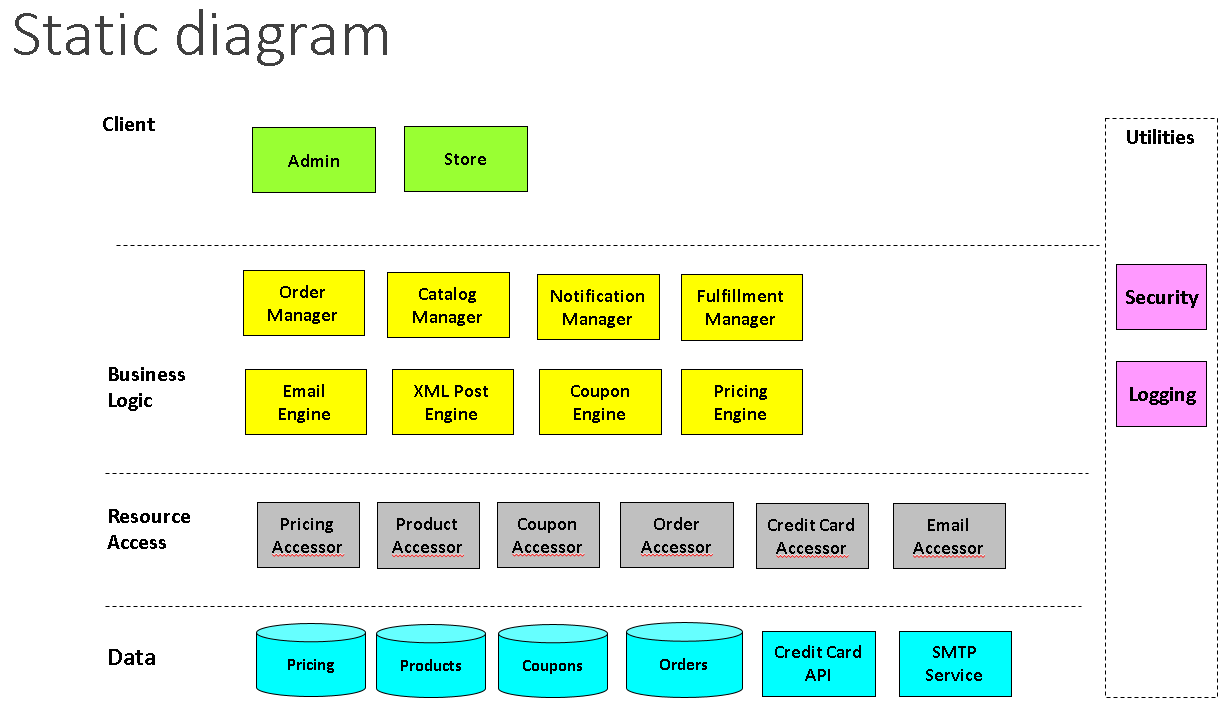 Static diagram
Client
Admin
Store
Utilities
Order
Manager
Catalog
Manager
Notification
Manager
Fulfillment
Manager
Security
Business
Logic
Email
Engine
XML Post
Engine
Coupon
Engine
Pricing
Engine
Logging
Resource
Access
Pricing
Accessor
Product
Accessor
Coupon
Accessor
Order
Accessor
Credit Card
Accessor
Email
Accessor
Data
Pricing
Products
Coupons
Orders
Credit Card
API
SMTP
Service